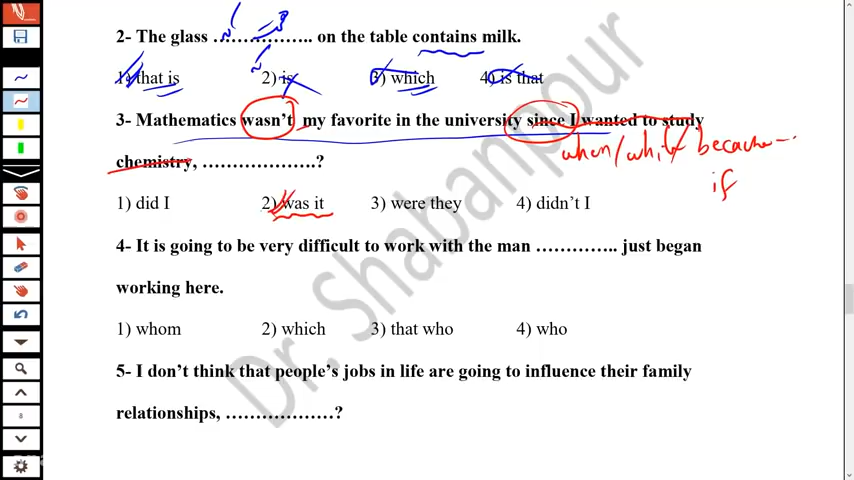 2- The glass ………………….. on the table contains milk.
1) that is 2) is 3) which 4) is that
3- Mathematics wasn't my favorite in the university since I wanted to study
when / while / because...
chemistry, ……………….?
if
1) did I 2) was it 3) were they 4) didn't I
4- It is going to be very difficult to work with the man ………….. just began
working here.
1) whom 2) which 3) that who 4) who
5- I don't think that people's jobs in life are going to influence their family
relationships, ………………?
Dr. Shabanpour
8